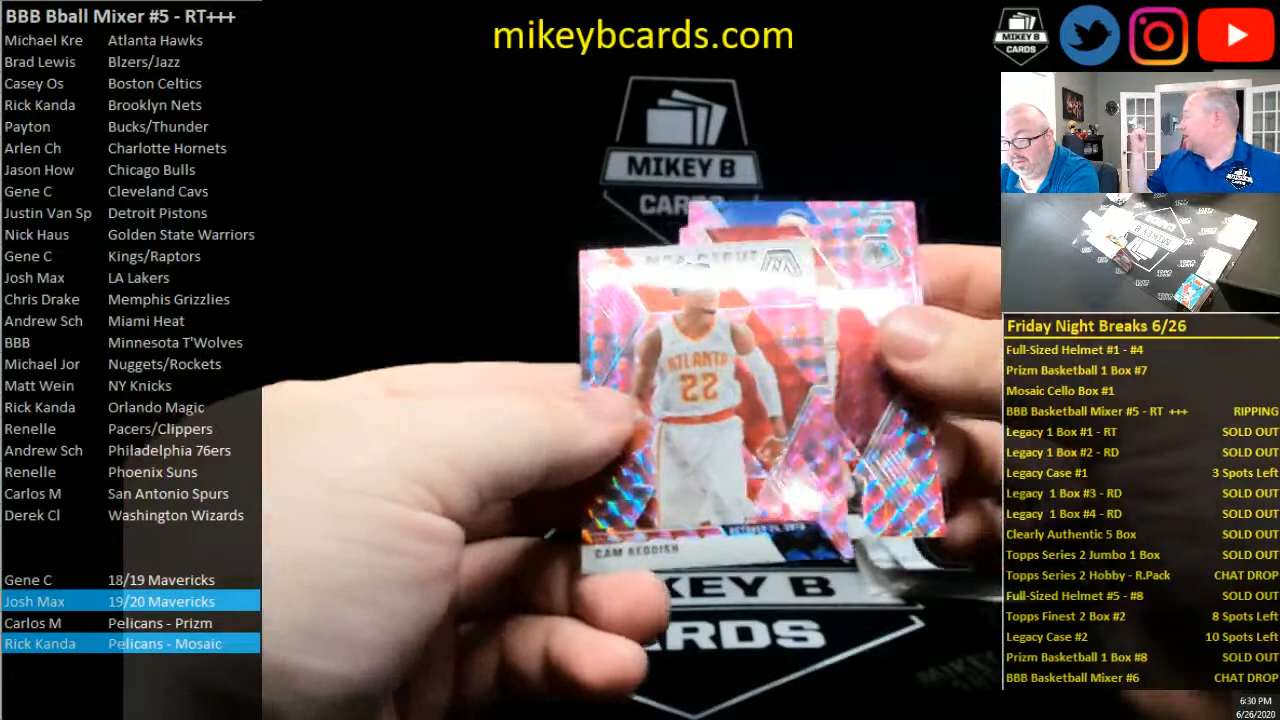 BBB Bball Mixer #5 - RT+++
Michael Kre Atlanta Hawks
Brad Lewis Blzers/Jazz
Casey Os Boston Celtics
Rick Kanda Brooklyn Nets
Payton Bucks/Thunder
Arlen Ch Charlotte Hornets
Jason How Chicago Bulls
Gene C Cleveland Cavs
Justin Van Sp Detroit Pistons
Nick Haus Golden State Warriors
Gene C Kings/Raptors
Josh Max LA Lakers
Chris Drake Memphis Grizzlies
Andrew Sch Miami Heat
BBB Minnesota T'Wolves
Michael Jor Nuggets/Rockets
Matt Wein NY Knicks
Rick Kanda Orlando Magic
Renelle Pacers/Clippers
Andrew Sch Philadelphia 76ers
Renelle Phoenix Suns
Carlos M San Antonio Spurs
Derek Cl Washington Wizards
Gene C 18/19 Mavericks
Josh Max 19/20 Mavericks
Carlos M Pelicans - Prizm
Rick Kanda Pelicans - Mosaic
mikeybcards.com
MIKEY B
CARDS
ATLANTA
22
CAM REDDISH
KEY B
CARDS
MIKEY B
CARDS
Friday Night Breaks 6/26
Full-Sized Helmet #1 - #4
Prizm Basketball 1 Box #7
Mosaic Cello Box #1
BBB Basketball Mixer #5 - RT +++ RIPPING
Legacy 1 Box #1 - RT SOLD OUT
Legacy 1 Box #2 - RD SOLD OUT
Legacy Case #1 3 Spots Left
Legacy 1 Box #3 - RD SOLD OUT
Legacy 1 Box #4 - RD SOLD OUT
Clearly Authentic 5 Box SOLD OUT
Topps Series 2 Jumbo 1 Box SOLD OUT
Topps Series 2 Hobby - R.Pack CHAT DROP
Full-Sized Helmet #5 - #8 SOLD OUT
Topps Finest 2 Box #2 8 Spots Left
Legacy Case #2 10 Spots Left
Prizm Basketball 1 Box #8 SOLD OUT
BBB Basketball Mixer #6 CHAT DROP
6:30 PM
6/26/2020